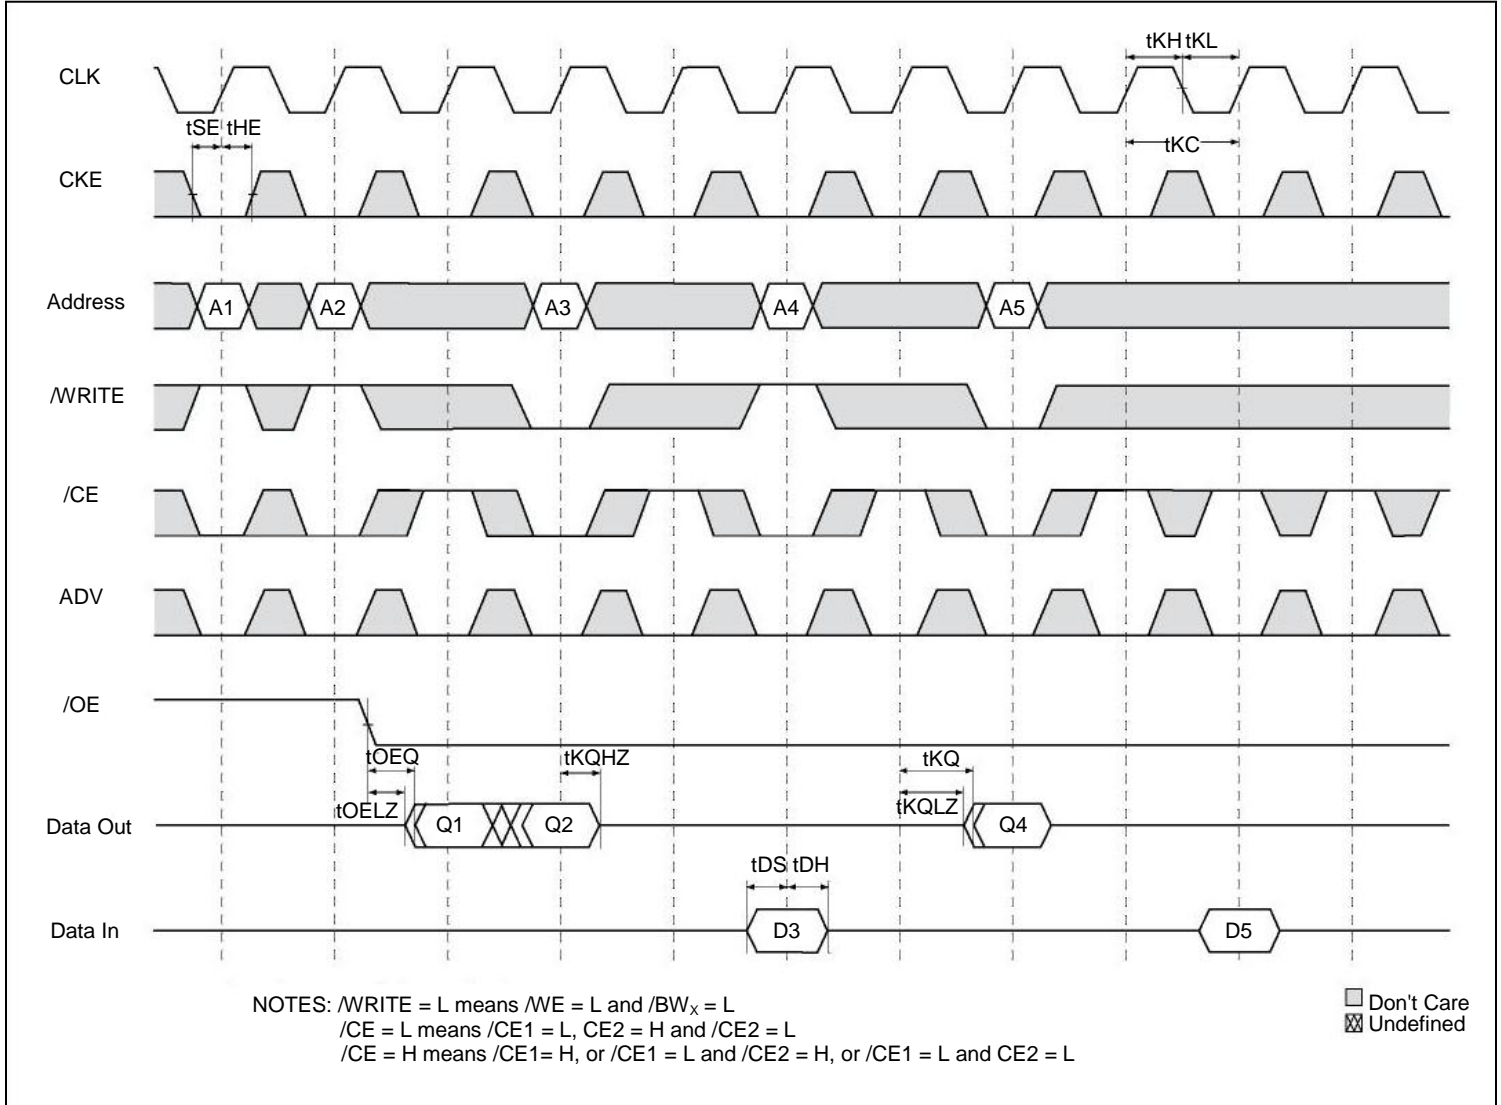 tKH tKL
CLK
tSE tHE
tKC
CKE
Address A1 A2 A3 A4 A5
/WRITE
/CE
ADV
/OE
tOEQ tKQHZ tKQ
tOELZ tKQLZ
Data Out Q1 Q2 Q4
tDS tDH
Data In D3 D5
NOTES: /WRITE = L means /WE = L and /BWX = L
/CE = L means /CE1 = L, CE2 = H and /CE2 = L
/CE = H means /CE1= H, or /CE1 = L and /CE2 = H, or /CE1 = L and CE2 = L
Don't Care
Undefined